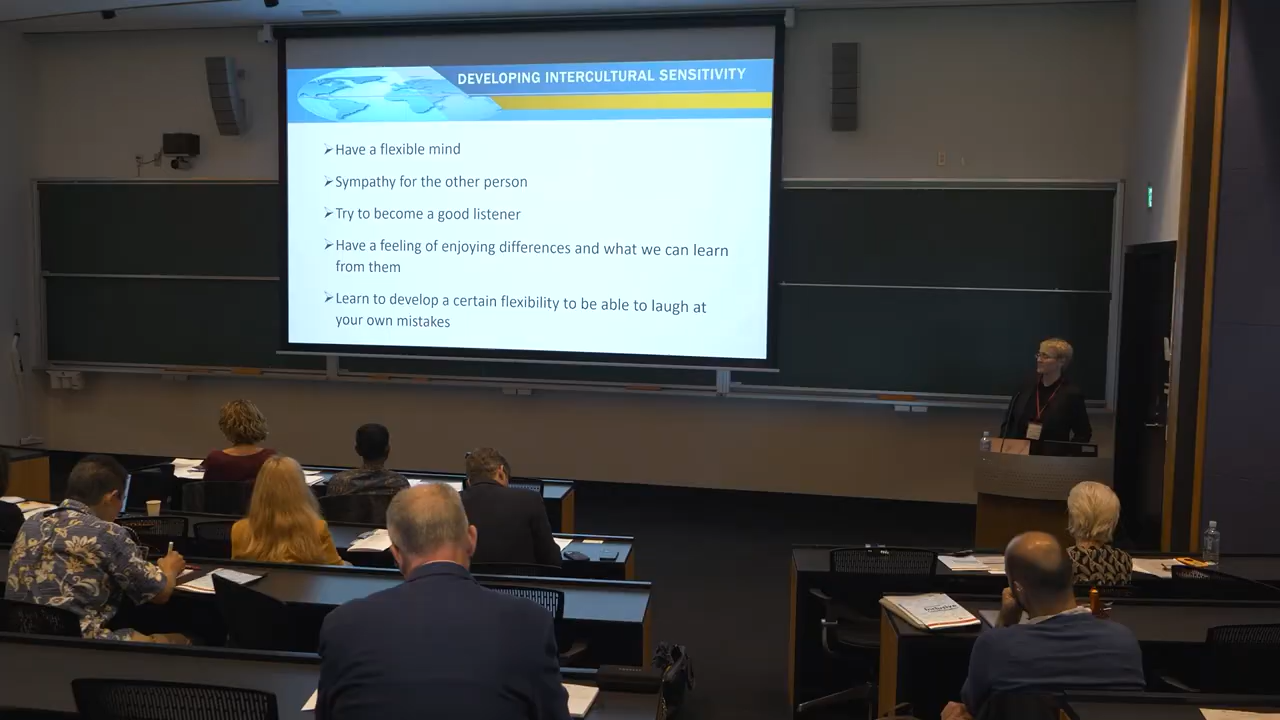 DEVELOPING INTERCULTURAL SENSITIVITY
➢Have a flexible mind
➢Sympathy for the other person
➢Try to become a good listener
➢Have a feeling of enjoying differences and what we can learn
from them
➢Learn to develop a certain flexibility to be able to laugh at
your own mistakes